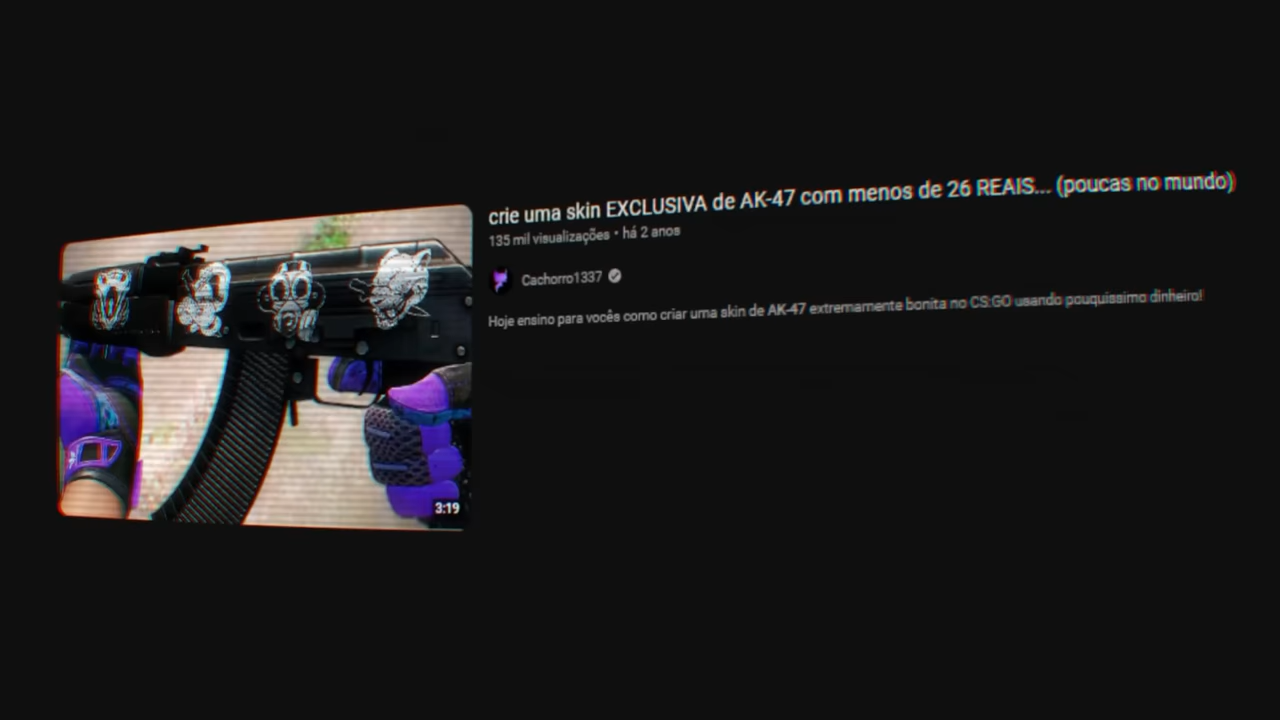 crie uma skin EXCLUSIVA de AK-47 com menos de 26 REAIS... (poucas no mundo)
135 mil visualizações • há 2 anos
Cachorro1337
Hoje ensino para vocês como criar uma skin de AK-47 extremamente bonita no CS:GO usando pouquíssimo dinheiro!
3:19